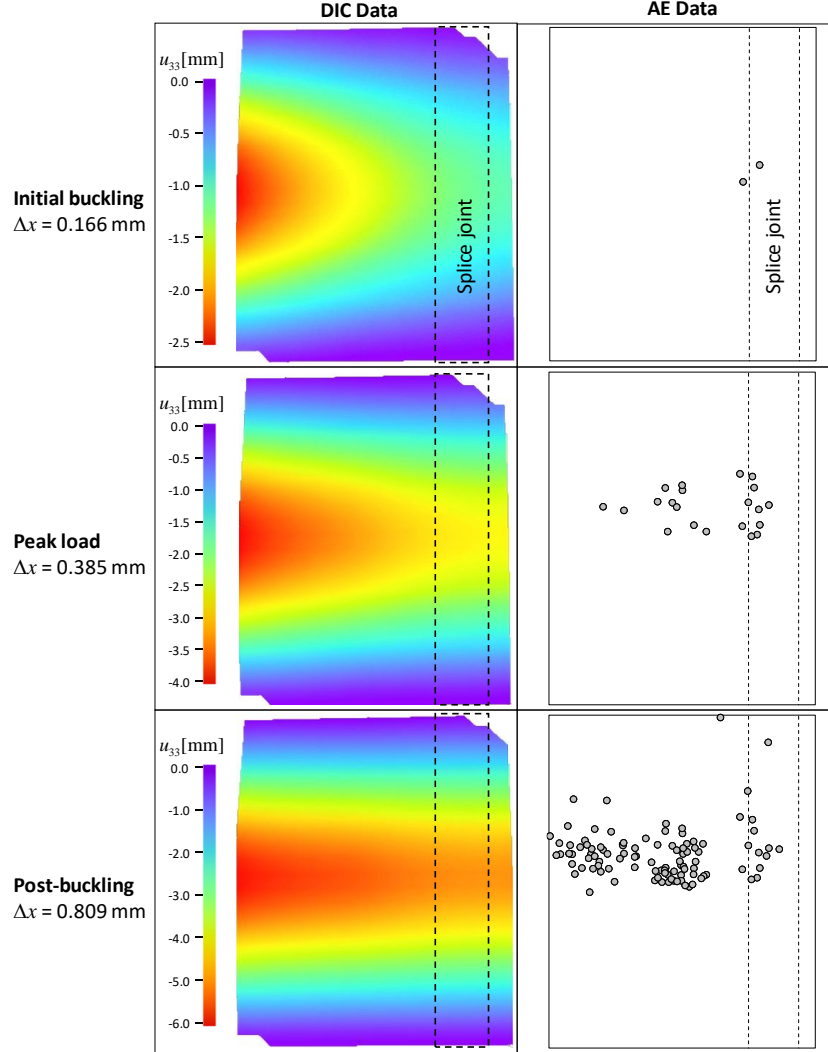 DIC Data
AE Data
u₃₃[mm]
0.0
-0.5
-1.0
-1.5
-2.0
-2.5
Initial buckling
Δx = 0.166 mm
Splice joint
Splice joint
u₃₃[mm]
0.0
-0.5
-1.0
-1.5
-2.0
-2.5
-3.0
-3.5
-4.0
Peak load
Δx = 0.385 mm
u₃₃[mm]
0.0
-1.0
-2.0
-3.0
-4.0
-5.0
-6.0
Post-buckling
Δx = 0.809 mm